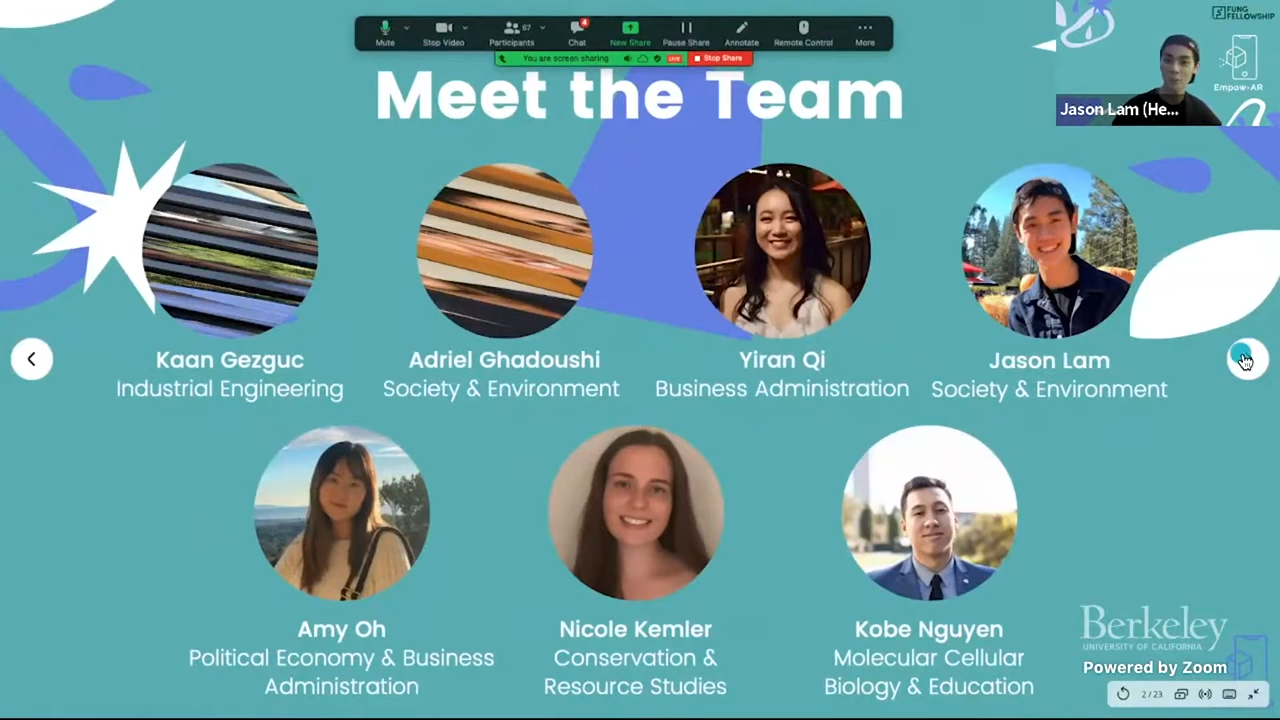 67
4
Mute
Stop Video
Participants
Chat
New Share
Pause Share
Annotate
Remote Control
More
You are screen sharing
LIVE
Stop Share
FUNG
FELLOWSHIP
Empow-AR
Jason Lam (He...
Meet the Team
Kaan Gezguc
Industrial Engineering
Adriel Ghadoushi
Society & Environment
Yiran Qi
Business Administration
Jason Lam
Society & Environment
Amy Oh
Political Economy & Business
Administration
Nicole Kemler
Conservation &
Resource Studies
Kobe Nguyen
Molecular Cellular
Biology & Education
Berkeley
UNIVERSITY OF CALIFORNIA
Powered by Zoom
2/23